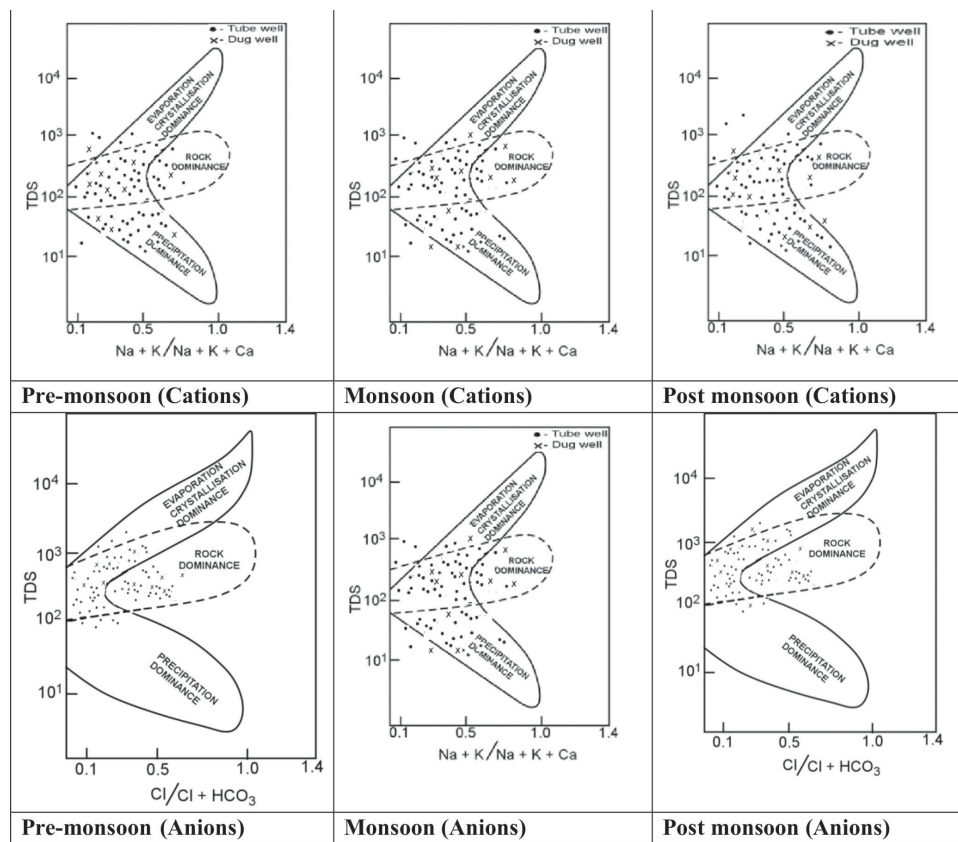 •- Tube well
×- Dug well
10⁴
10³
10²
10¹
TDS
EVAPORATION
CRYSTALLISATION
DOMINANCE
ROCK
DOMINANCE
PRECIPITATION
DOMINANCE
0.1 0.5 1.0 1.4
Na + K/Na + K + Ca
Pre-monsoon (Cations)
•- Tube well
×- Dug well
10⁴
10³
10²
10¹
TDS
EVAPORATION
CRYSTALLISATION
DOMINANCE
ROCK
DOMINANCE
PRECIPITATION
DOMINANCE
0.1 0.5 1.0 1.4
Na + K/Na + K + Ca
Monsoon (Cations)
•- Tube well
×- Dug well
10⁴
10³
10²
10¹
TDS
EVAPORATION
CRYSTALLISATION
DOMINANCE
ROCK
DOMINANCE
PRECIPITATION
DOMINANCE
0.1 0.5 1.0 1.4
Na + K/Na + K + Ca
Post monsoon (Cations)
10⁴
10³
10²
10¹
TDS
EVAPORATION
CRYSTALLISATION
DOMINANCE
ROCK
DOMINANCE
PRECIPITATION
DOMINANCE
0.1 0.5 1.0 1.4
Cl/Cl + HCO₃
Pre-monsoon (Anions)
•- Tube well
×- Dug well
10⁴
10³
10²
10¹
TDS
EVAPORATION
CRYSTALLISATION
DOMINANCE
ROCK
DOMINANCE
PRECIPITATION
DOMINANCE
0.1 0.5 1.0 1.4
Na + K/Na + K + Ca
Monsoon (Anions)
10⁴
10³
10²
10¹
TDS
EVAPORATION
CRYSTALLISATION
DOMINANCE
ROCK
DOMINANCE
PRECIPITATION
DOMINANCE
0.1 0.5 1.0 1.4
Cl/Cl + HCO₃
Post monsoon (Anions)